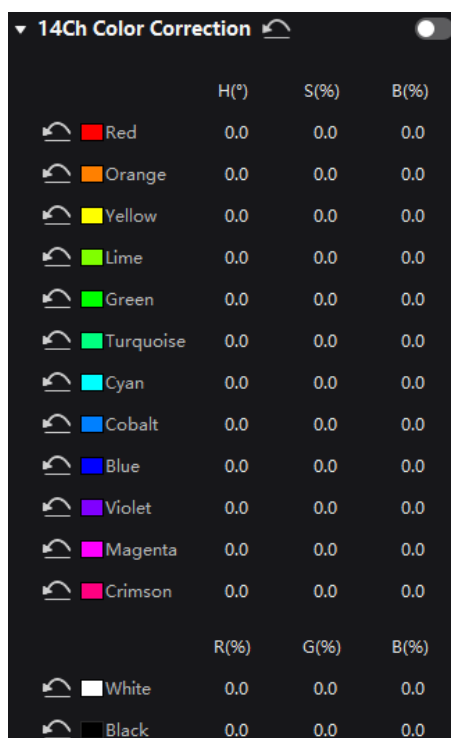 14Ch Color Correction
H(°) S(%) B(%)
Red 0.0 0.0 0.0
Orange 0.0 0.0 0.0
Yellow 0.0 0.0 0.0
Lime 0.0 0.0 0.0
Green 0.0 0.0 0.0
Turquoise 0.0 0.0 0.0
Cyan 0.0 0.0 0.0
Cobalt 0.0 0.0 0.0
Blue 0.0 0.0 0.0
Violet 0.0 0.0 0.0
Magenta 0.0 0.0 0.0
Crimson 0.0 0.0 0.0
R(%) G(%) B(%)
White 0.0 0.0 0.0
Black 0.0 0.0 0.0